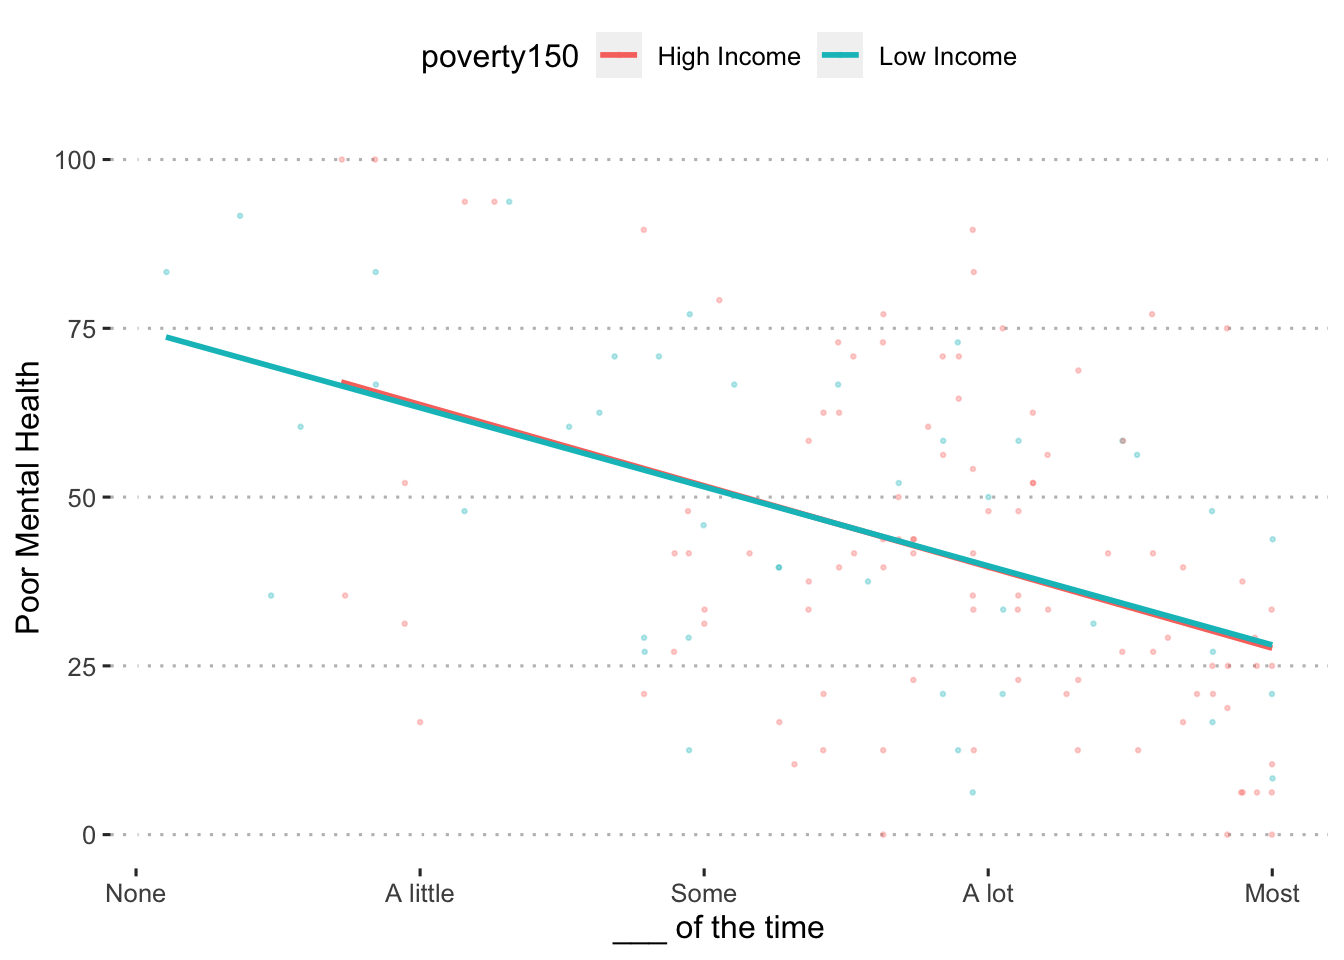 poverty150 High Income Low Income
100
75
50
25
0
Poor Mental Health
None A little Some A lot Most
___ of the time